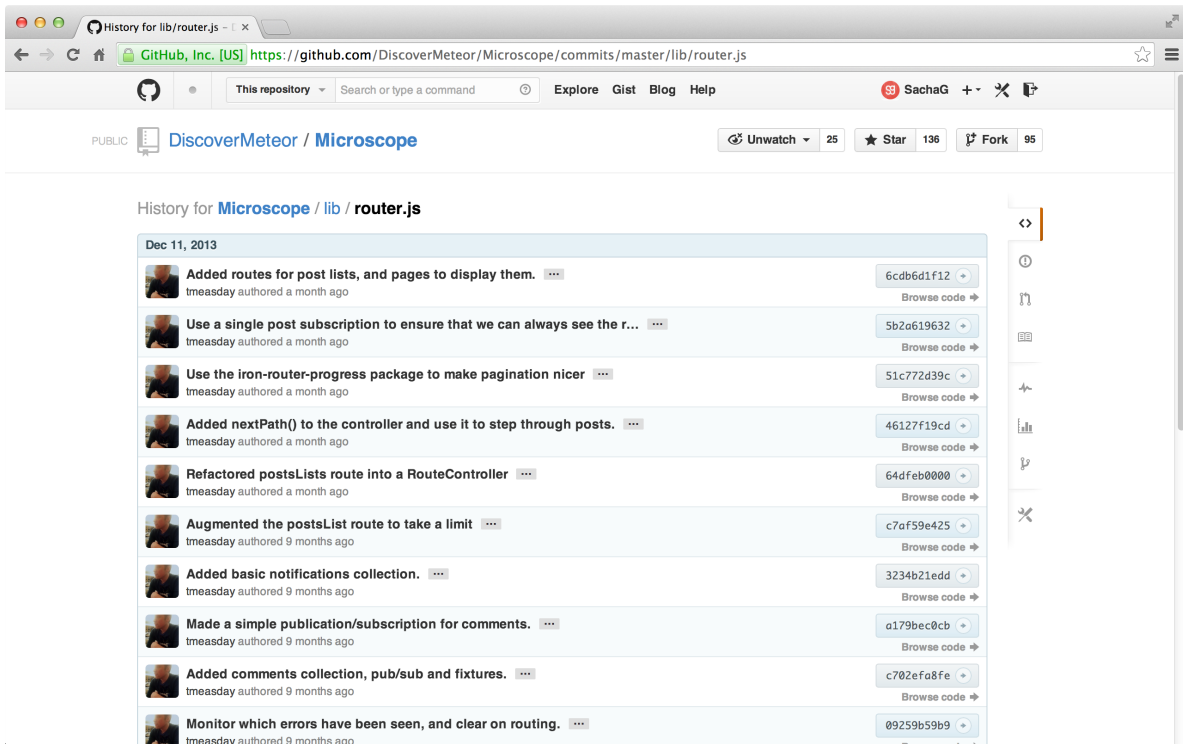 History for lib/router.js – D
GitHub, Inc. [US] https://github.com/DiscoverMeteor/Microscope/commits/master/lib/router.js
This repository Search or type a command Explore Gist Blog Help SachaG
PUBLIC DiscoverMeteor / Microscope Unwatch 25 Star 136 Fork 95
History for Microscope / lib / router.js
Dec 11, 2013
Added routes for post lists, and pages to display them. 6cdb6d1f12
tmeasday authored a month ago Browse code
Use a single post subscription to ensure that we can always see the r… 5b2a619632
tmeasday authored a month ago Browse code
Use the iron-router-progress package to make pagination nicer 51c772d39c
tmeasday authored a month ago Browse code
Added nextPath() to the controller and use it to step through posts. 46127f19cd
tmeasday authored a month ago Browse code
Refactored postsLists route into a RouteController 64dfeb0000
tmeasday authored a month ago Browse code
Augmented the postsList route to take a limit c7af59e425
tmeasday authored 9 months ago Browse code
Added basic notifications collection. 3234b21edd
tmeasday authored 9 months ago Browse code
Made a simple publication/subscription for comments. a179bec0cb
tmeasday authored 9 months ago Browse code
Added comments collection, pub/sub and fixtures. c702efa8fe
tmeasday authored 9 months ago Browse code
Monitor which errors have been seen, and clear on routing. 09259b59b9
tmeasday authored 9 months ago